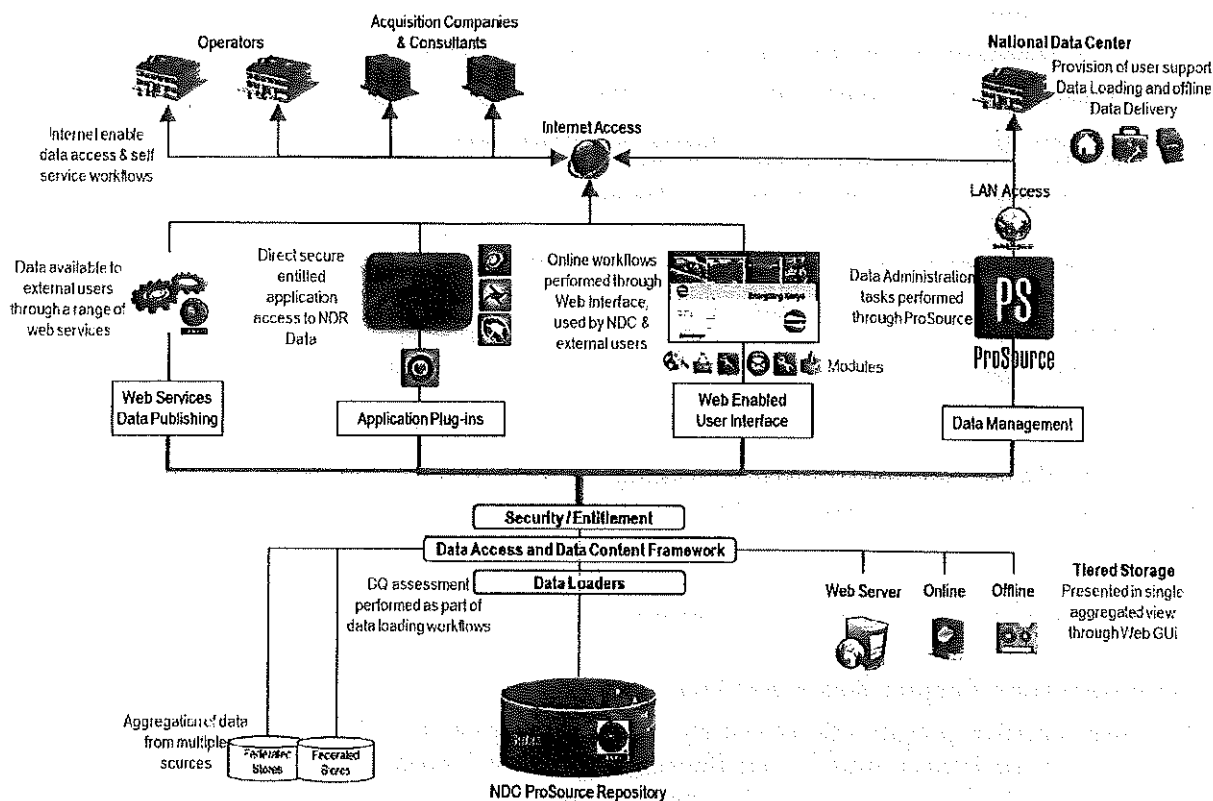 Operators
Acquisition Companies
& Consultants
National Data Center
Provision of user support
Data Loading and offline
Data Delivery
Internet enable
data access & self
service workflows
Internet Access
LAN Access
Data available to
external users
through a range of
web services
Direct secure
entitled
application
access to NDR
Data
Online workflows
performed through
Web Interface,
used by NDC &
external users
Data Administration
tasks performed
through ProSource
PS
ProSource
Modules
Web Services
Data Publishing
Application Plug-ins
Web Enabled
User Interface
Data Management
Security / Entitlement
Data Access and Data Content Framework
Data Loaders
DQ assessment
performed as part of
data loading workflows
Web Server
Online
Offline
Tiered Storage
Presented in single
aggregated view
through Web GUI
Aggregation of data
from multiple
sources
Federated
Stores
Federated
Stores
NDC ProSource Repository